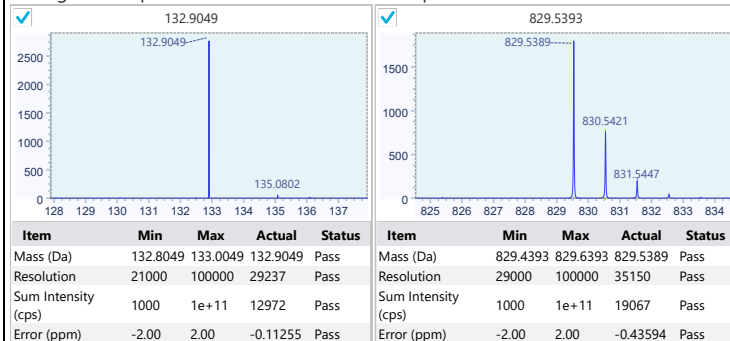 132.9049
829.5393
132.9049
829.5389
830.5421
135.0802
831.5447
2500
2000
1500
1000
500
0
1500
1000
500
0
128 129 130 131 132 133 134 135 136 137
825 826 827 828 829 830 831 832 833 834
Item Min Max Actual Status
Mass (Da) 132.8049 133.0049 132.9049 Pass
Resolution 21000 100000 29237 Pass
Sum Intensity
(cps) 1000 1e+11 12972 Pass
Error (ppm) -2.00 2.00 -0.11255 Pass
Item Min Max Actual Status
Mass (Da) 829.4393 829.6393 829.5389 Pass
Resolution 29000 100000 35150 Pass
Sum Intensity
(cps) 1000 1e+11 19067 Pass
Error (ppm) -2.00 2.00 -0.43594 Pass